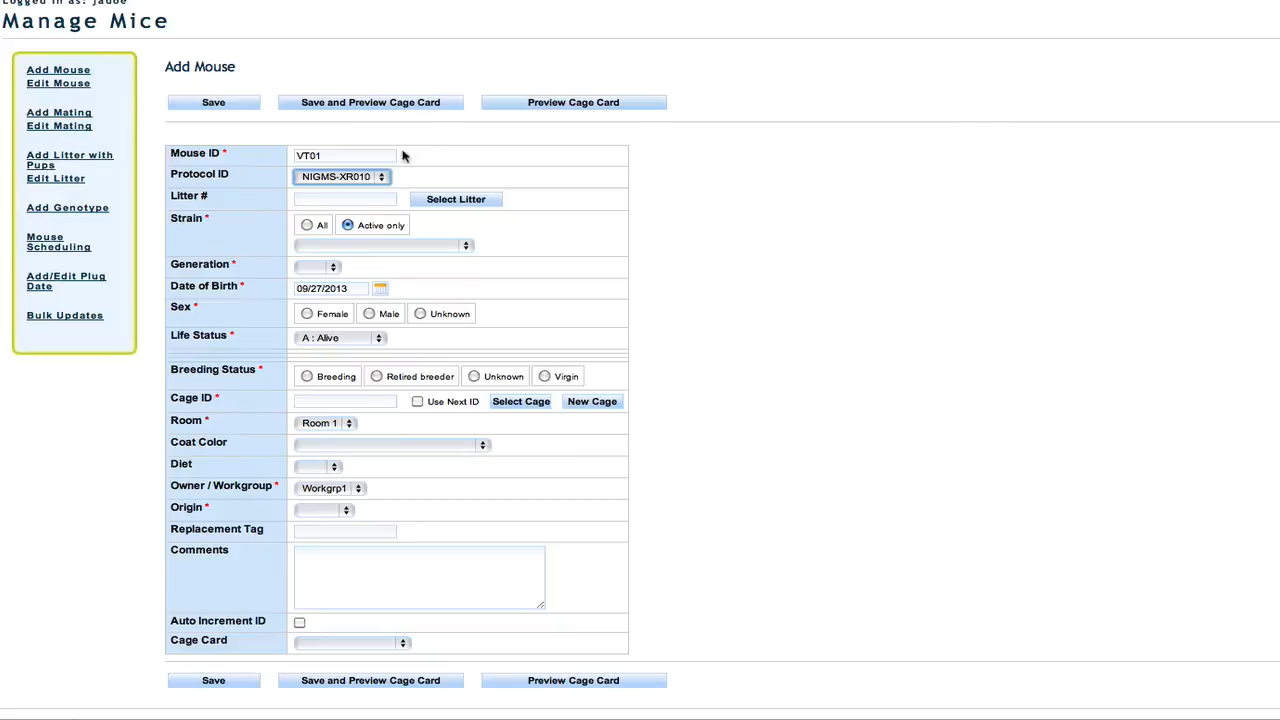 Logged in as: jadoe
Manage Mice
Add Mouse
Edit Mouse
Add Mating
Edit Mating
Add Litter with
Pups
Edit Litter
Add Genotype
Mouse
Scheduling
Add/Edit Plug
Date
Bulk Updates
Add Mouse
Save Save and Preview Cage Card Preview Cage Card
Mouse ID * VT01
Protocol ID NIGMS-XR010
Litter # Select Litter
Strain * All Active only
Generation *
Date of Birth * 09/27/2013
Sex * Female Male Unknown
Life Status * A : Alive
Breeding Status * Breeding Retired breeder Unknown Virgin
Cage ID * Use Next ID Select Cage New Cage
Room * Room 1
Coat Color
Diet
Owner / Workgroup * Workgrp1
Origin *
Replacement Tag
Comments
Auto Increment ID
Cage Card
Save Save and Preview Cage Card Preview Cage Card